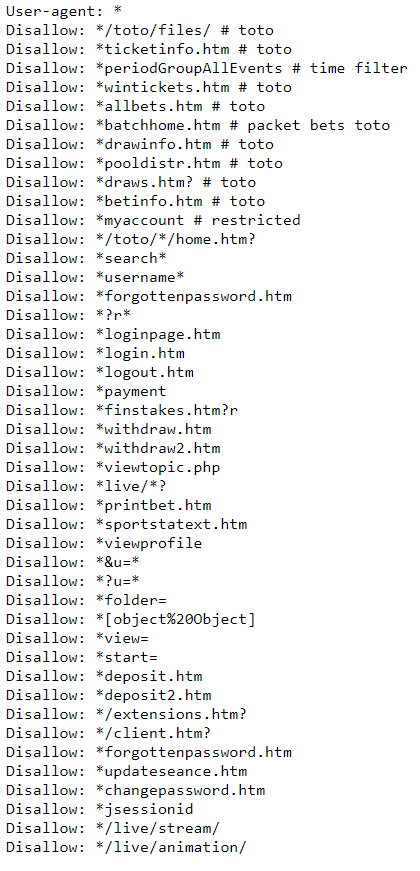 User-agent: *
Disallow: */toto/files/ # toto
Disallow: *ticketinfo.htm # toto
Disallow: *periodGroupAllEvents # time filter
Disallow: *wintickets.htm # toto
Disallow: *allbets.htm # toto
Disallow: *batchhome.htm # packet bets toto
Disallow: *drawinfo.htm # toto
Disallow: *pooldistr.htm # toto
Disallow: *draws.htm? # toto
Disallow: *betinfo.htm # toto
Disallow: *myaccount # restricted
Disallow: */toto/*/home.htm?
Disallow: *search*
Disallow: *username*
Disallow: *forgottenpassword.htm
Disallow: *?r*
Disallow: *loginpage.htm
Disallow: *login.htm
Disallow: *logout.htm
Disallow: *payment
Disallow: *finstakes.htm?r
Disallow: *withdraw.htm
Disallow: *withdraw2.htm
Disallow: *viewtopic.php
Disallow: *live/*?
Disallow: *printbet.htm
Disallow: *sportstatext.htm
Disallow: *viewprofile
Disallow: *&u=*
Disallow: *?u=*
Disallow: *folder=
Disallow: *[object%20Object]
Disallow: *view=
Disallow: *start=
Disallow: *deposit.htm
Disallow: *deposit2.htm
Disallow: */extensions.htm?
Disallow: */client.htm?
Disallow: *forgottenpassword.htm
Disallow: *updateseance.htm
Disallow: *changepassword.htm
Disallow: *jsessionid
Disallow: */live/stream/
Disallow: */live/animation/